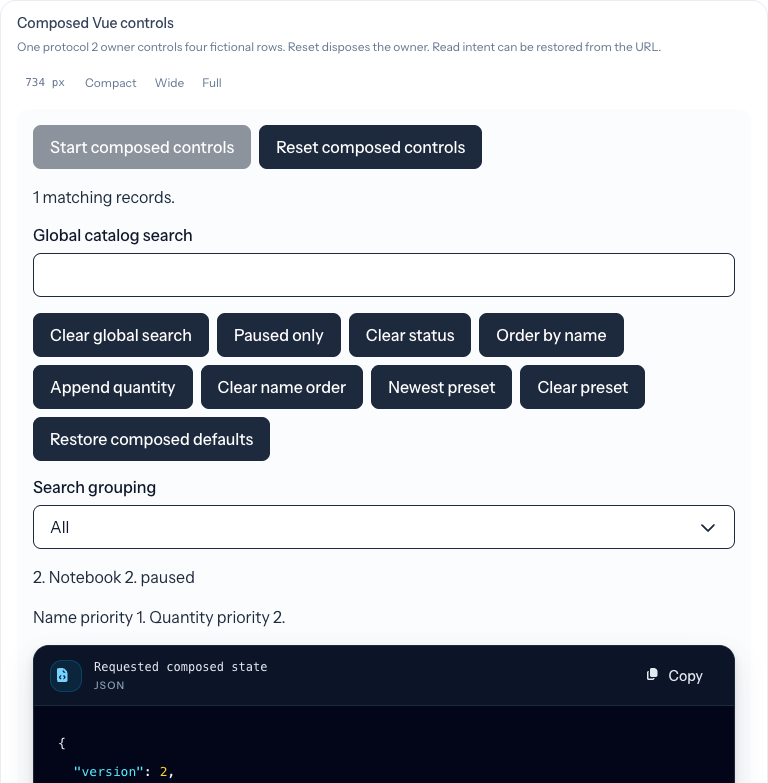 Composed Vue controls
One protocol 2 owner controls four fictional rows. Reset disposes the owner. Read intent can be restored from the URL.
734 px Compact Wide Full
Start composed controls Reset composed controls
1 matching records.
Global catalog search
Clear global search Paused only Clear status Order by name
Append quantity Clear name order Newest preset Clear preset
Restore composed defaults
Search grouping
All
2. Notebook 2. paused
Name priority 1. Quantity priority 2.
Requested composed state
JSON
Copy
{
"version": 2,